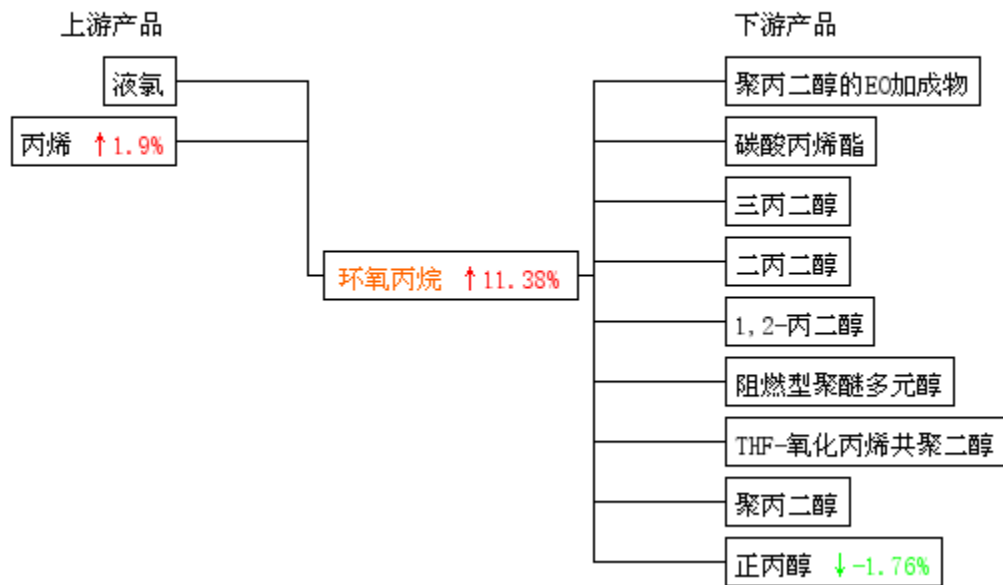 上游产品
液氯
丙烯 ↑1.9%
环氧丙烷 ↑11.38%
下游产品
聚丙二醇的EO加成物
碳酸丙烯酯
三丙二醇
二丙二醇
1,2-丙二醇
阻燃型聚醚多元醇
THF-氧化丙烯共聚二醇
聚丙二醇
正丙醇 ↓-1.76%